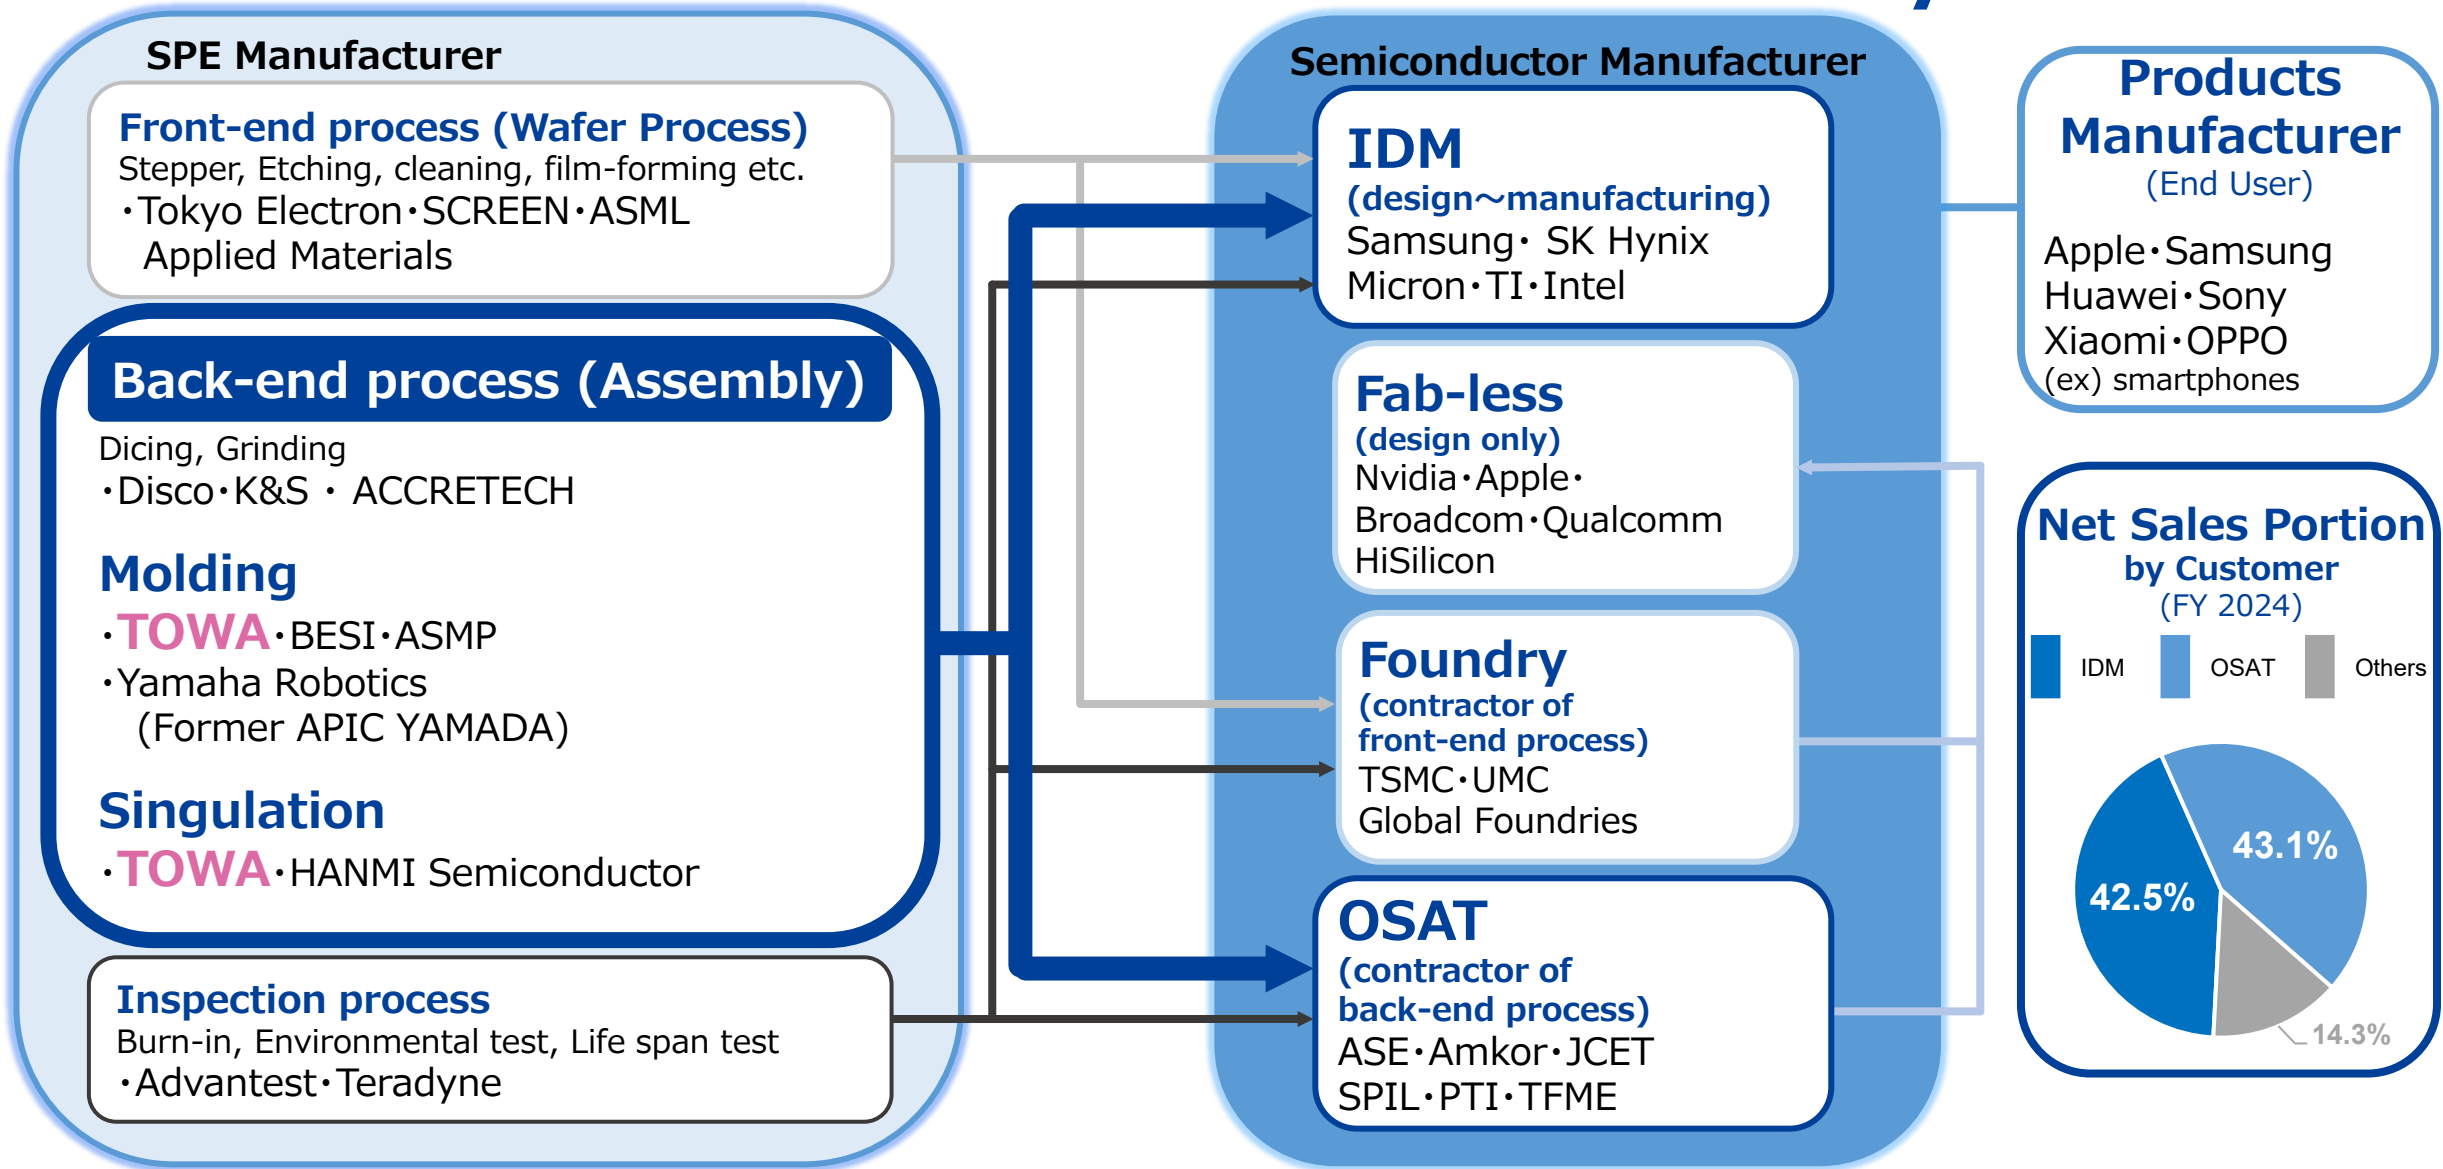 SPE Manufacturer
Front-end process (Wafer Process)
Stepper, Etching, cleaning, film-forming etc.
・Tokyo Electron・SCREEN・ASML
Applied Materials
Back-end process (Assembly)
Dicing, Grinding
・Disco・K&S ・ ACCRETECH
Molding
・TOWA・BESI・ASMP
・Yamaha Robotics
(Former APIC YAMADA)
Singulation
・TOWA・HANMI Semiconductor
Inspection process
Burn-in, Environmental test, Life span test
・Advantest・Teradyne
Semiconductor Manufacturer
IDM
(design～manufacturing)
Samsung・ SK Hynix
Micron・TI・Intel
Fab-less
(design only)
Nvidia・Apple・
Broadcom・Qualcomm
HiSilicon
Foundry
(contractor of
front-end process)
TSMC・UMC
Global Foundries
OSAT
(contractor of
back-end process)
ASE・Amkor・JCET
SPIL・PTI・TFME
Products
Manufacturer
(End User)
Apple・Samsung
Huawei・Sony
Xiaomi・OPPO
(ex) smartphones
Net Sales Portion
by Customer
(FY 2024)
IDM OSAT Others
43.1%
42.5%
14.3%